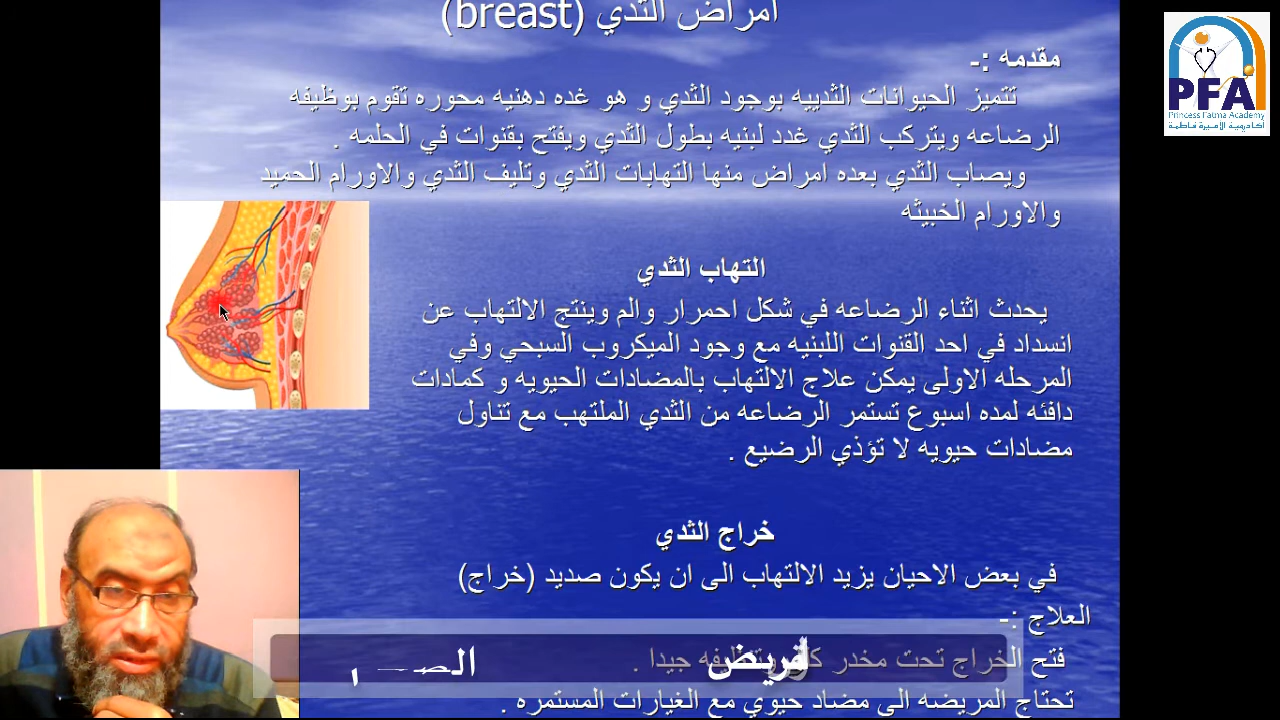 امراض الثدي (breast)
مقدمه :-
تتميز الحيوانات الثدييه بوجود الثدي و هو غده دهنيه محوره تقوم بوظيفه
الرضاعه ويتركب الثدي غدد لبنيه بطول الثدي ويفتح بقنوات في الحلمه .
ويصاب الثدي بعده امراض منها التهابات الثدي وتليف الثدي والاورام الحميد
والاورام الخبيثه
التهاب الثدي
يحدث اثناء الرضاعه في شكل احمرار والم وينتج الالتهاب عن
انسداد في احد القنوات اللبنيه مع وجود الميكروب السبحي وفي
المرحله الاولى يمكن علاج الالتهاب بالمضادات الحيويه و كمادات
دافئه لمده اسبوع تستمر الرضاعه من الثدي الملتهب مع تناول
مضادات حيويه لا تؤذي الرضيع .
خراج الثدي
في بعض الاحيان يزيد الالتهاب الى ان يكون صديد (خراج)
العلاج :-
فتح الخراج تحت مخدر جيدا .
تحتاج المريضه الى مضاد حيوي مع الغيارات المستمره .
PFA
Princess Fatma Academy
أكاديمية الأميرة فاطمة